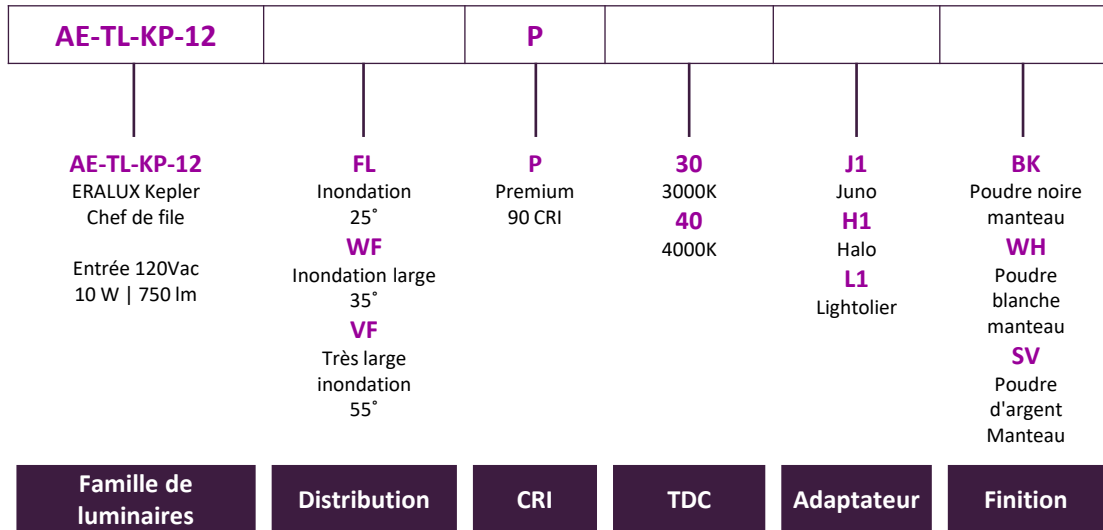 AE-TL-KP-12
P
AE-TL-KP-12
ERALUX Kepler
Chef de file
Entrée 120Vac
10 W | 750 lm
FL
Inondation
25˚
WF
Inondation large
35˚
VF
Très large
inondation
55˚
P
Premium
90 CRI
30
3000K
40
4000K
J1
Juno
H1
Halo
L1
Lightolier
BK
Poudre noire
manteau
WH
Poudre
blanche
manteau
SV
Poudre
d'argent
Manteau
Famille de
luminaires
Distribution
CRI
TDC
Adaptateur
Finition